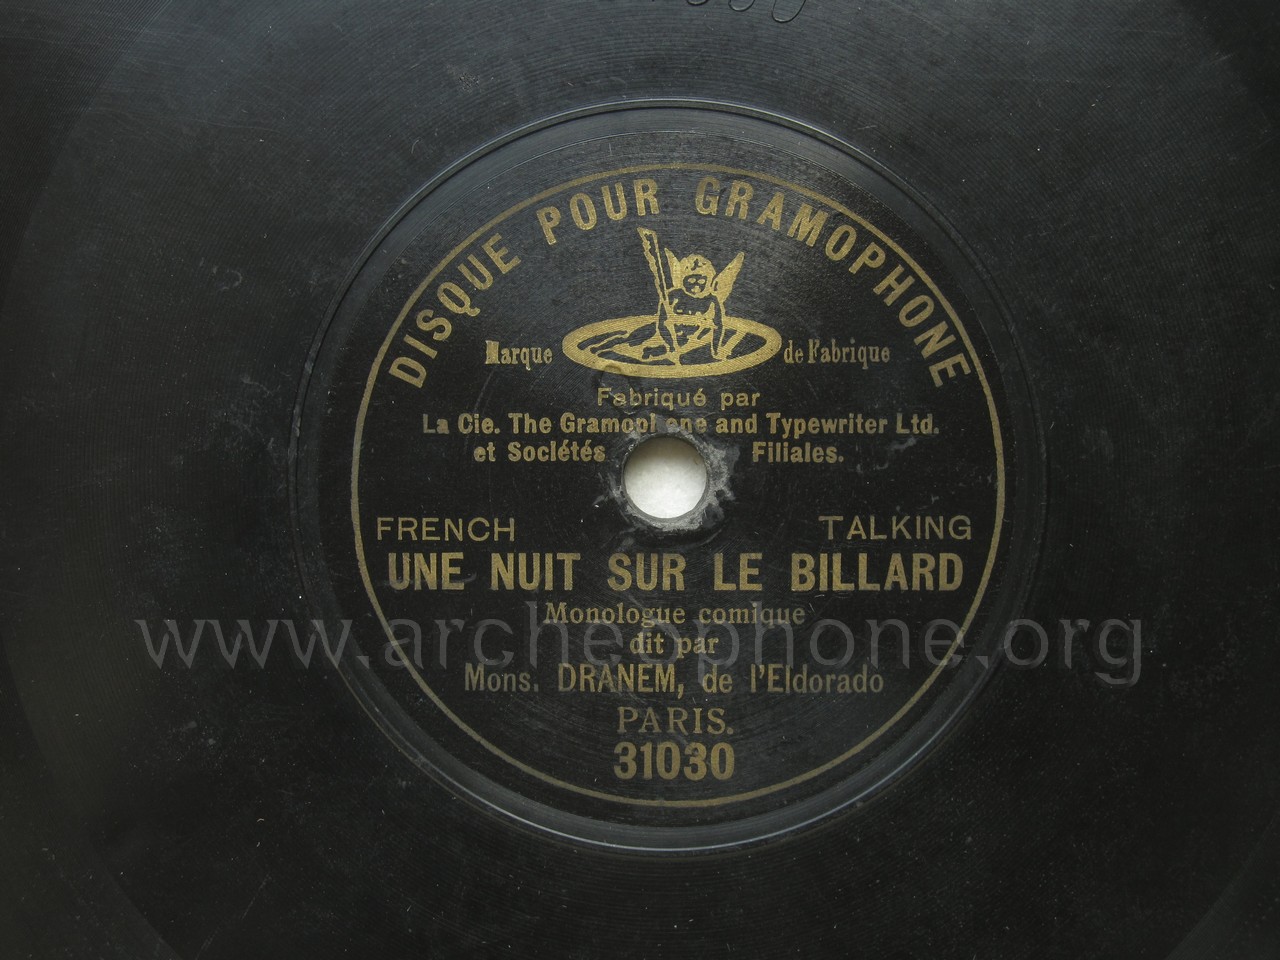 DISQUE POUR GRAMOPHONE
Marque de Fabrique
Fabriqué par
La Cie. The Gramophone and Typewriter Ltd.
et Sociétés Filiales.
FRENCH TALKING
UNE NUIT SUR LE BILLARD
Monologue comique
www.archeophone.org
dit par
Mons. DRANEM, de l'Eldorado
PARIS.
31030